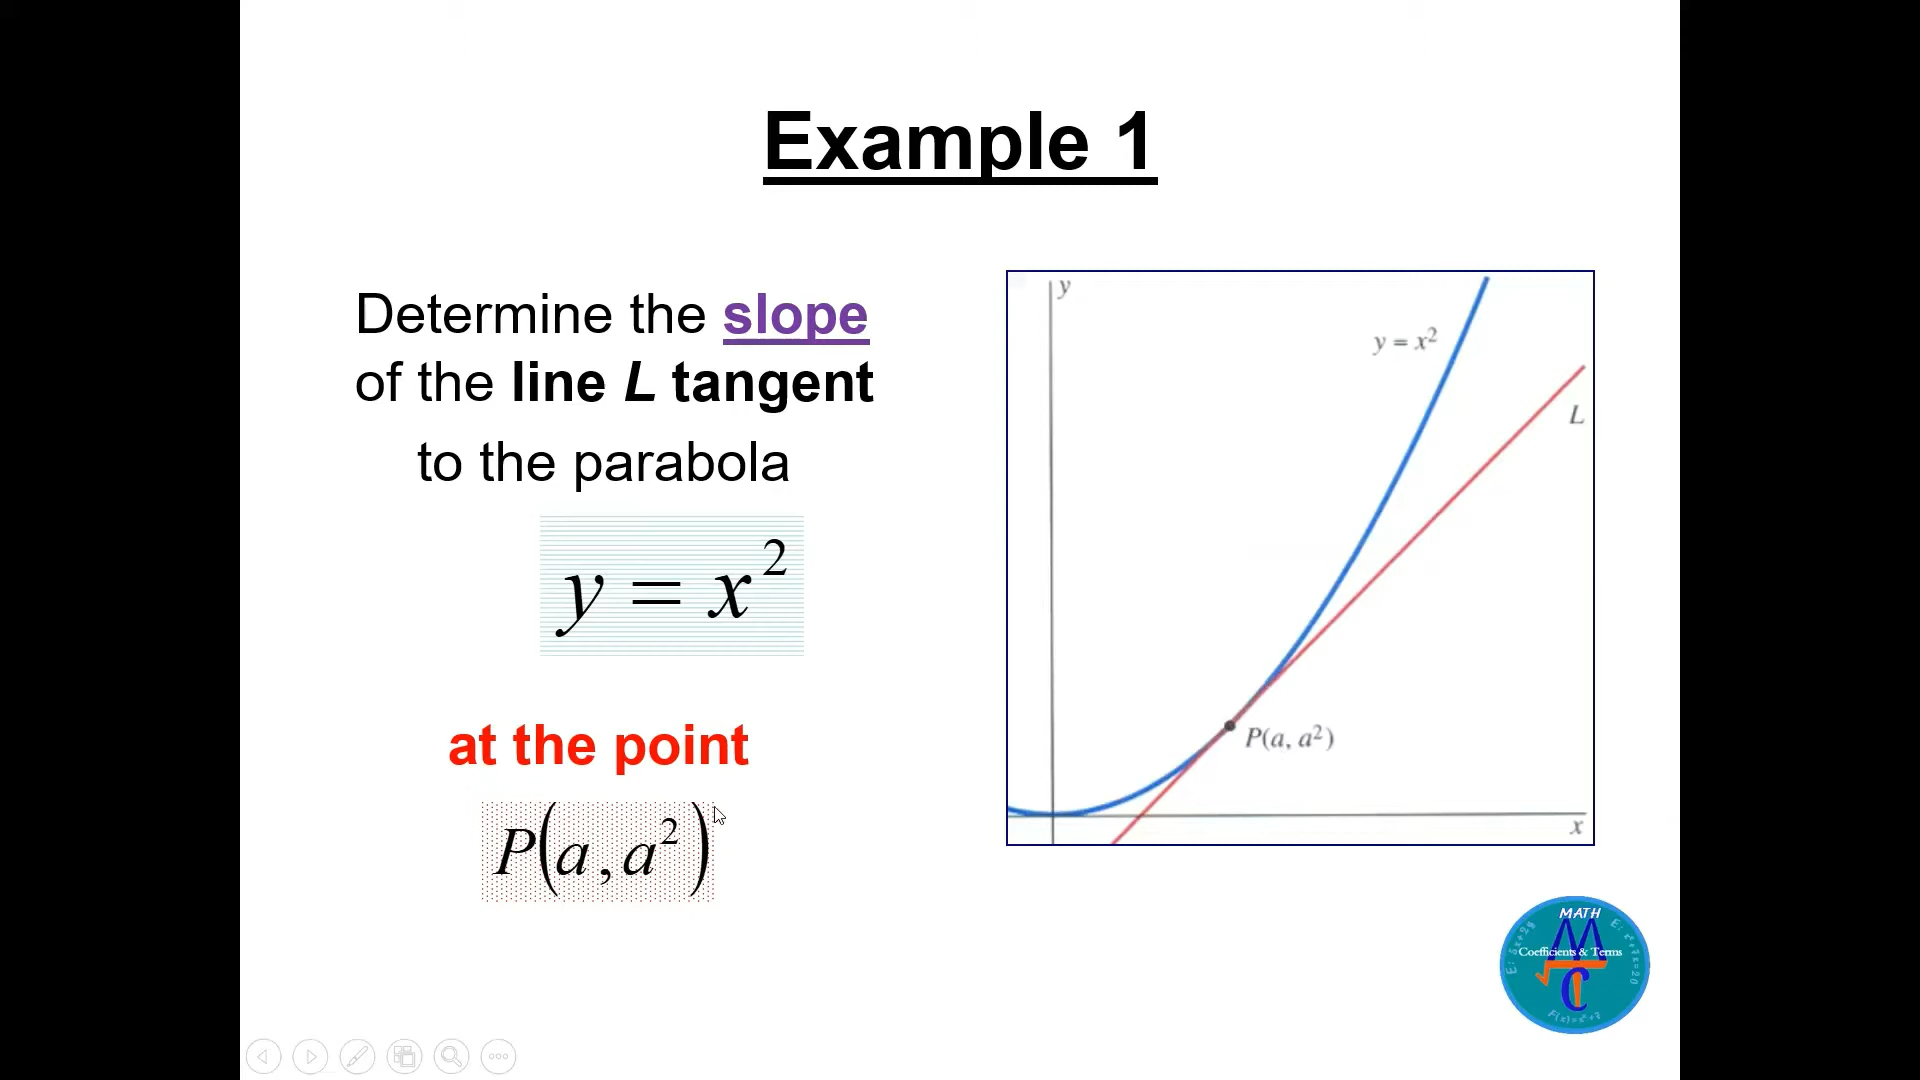 Example 1
Determine the slope
of the line L tangent
to the parabola
y = x²
at the point
P(a, a²)
y
y = x²
L
P(a, a²)
x
MATH
Coefficients & Terms